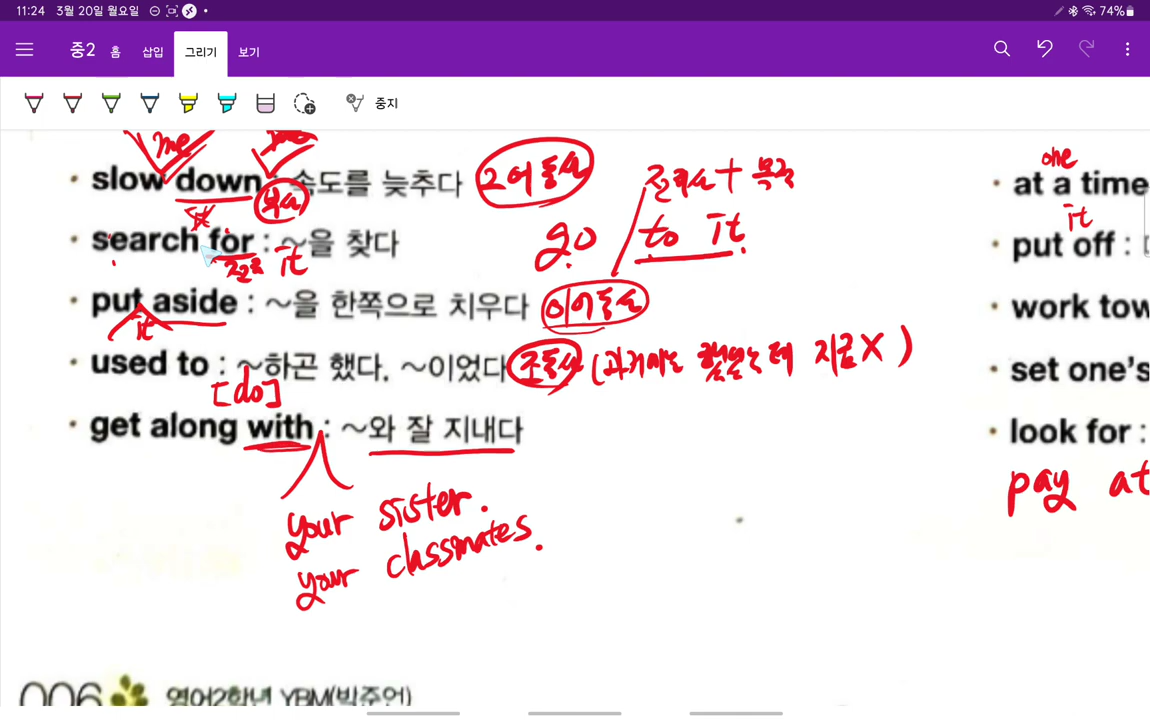 11:24 3월 20일 월요일 74%
중2 홈 삽입 그리기 보기
중지
me
• slow down 속도를 늦추다 2어동사 전치사+목적
부사
• search for : ~을 찾다 go to it
it
• put aside : ~을 한쪽으로 치우다 이어동사
it
• used to : ~하곤 했다, ~이었다 조동사 (과거에는 했었는데 지금X)
[do]
• get along with : ~와 잘 지내다
your sister.
your classmates.
one
• at a time
it
• put off :
work tow
set one's
• look for :
pay at
006 영어2학년 YBM(박주언)